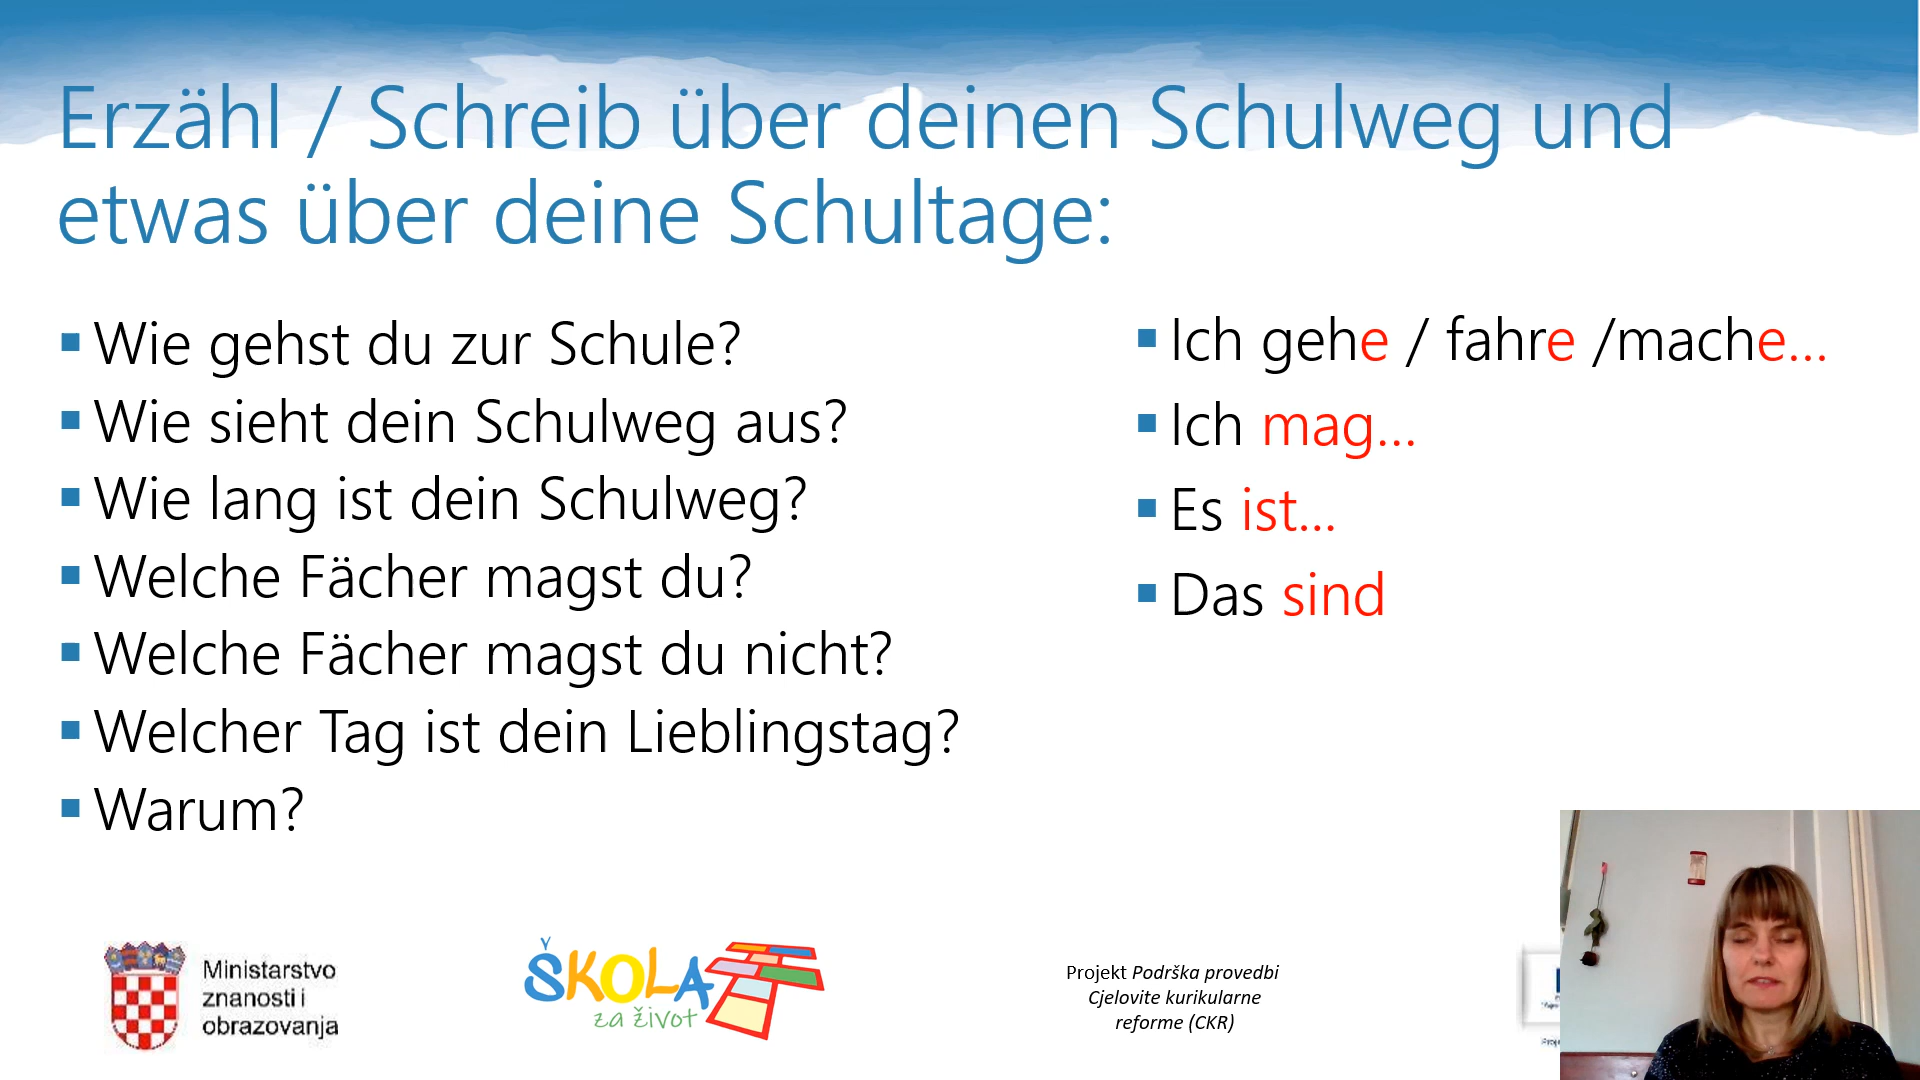 Erzähl / Schreib über deinen Schulweg und
etwas über deine Schultage:
Wie gehst du zur Schule?
Wie sieht dein Schulweg aus?
Wie lang ist dein Schulweg?
Welche Fächer magst du?
Welche Fächer magst du nicht?
Welcher Tag ist dein Lieblingstag?
Warum?
Ich gehe / fahre /mache...
Ich mag...
Es ist...
Das sind
Ministarstvo
znanosti i
obrazovanja
ŠKOLA
za život
Projekt Podrška provedbi
Cjelovite kurikularne
reforme (CKR)